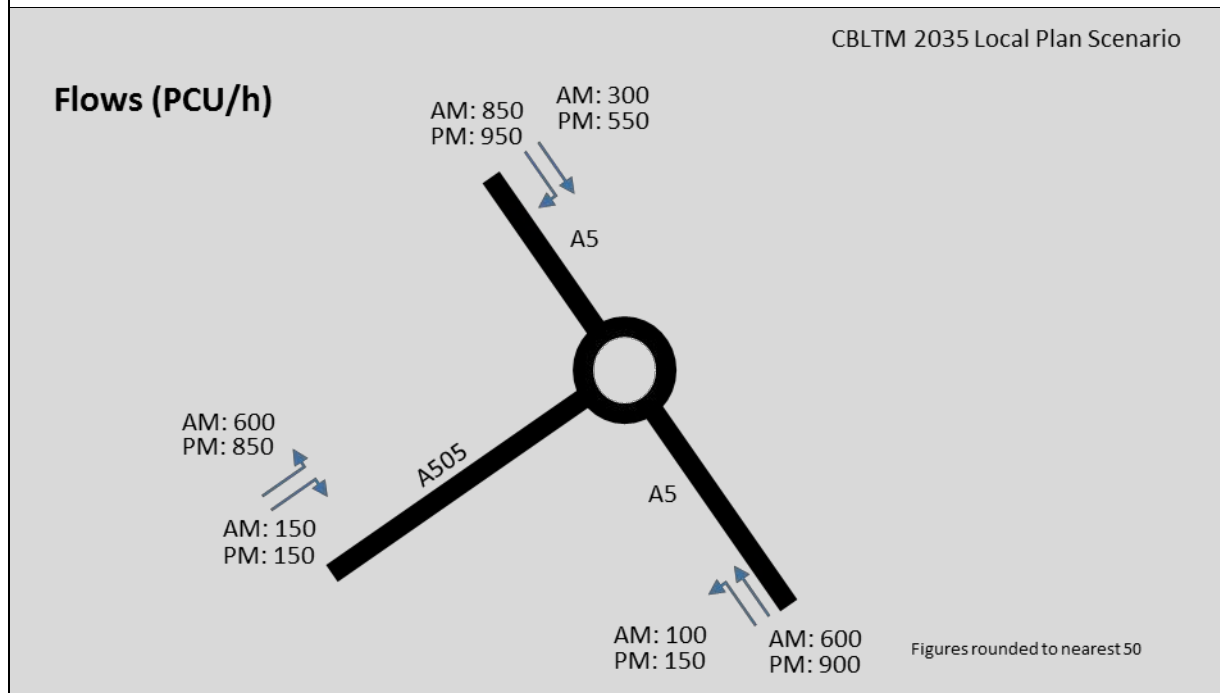 CBLTM 2035 Local Plan Scenario
Flows (PCU/h)
AM: 850
PM: 950
AM: 300
PM: 550
A5
AM: 600
PM: 850
A505
A5
AM: 150
PM: 150
AM: 100
PM: 150
AM: 600
PM: 900
Figures rounded to nearest 50